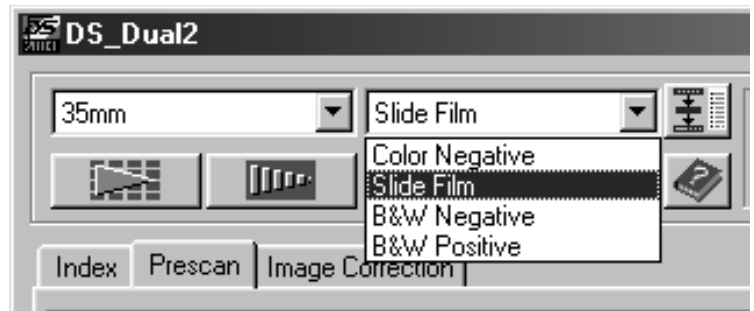 DS_Dual2
35mm
Slide Film
Color Negative
Slide Film
B&W Negative
B&W Positive
Index
Prescan
Image Correction